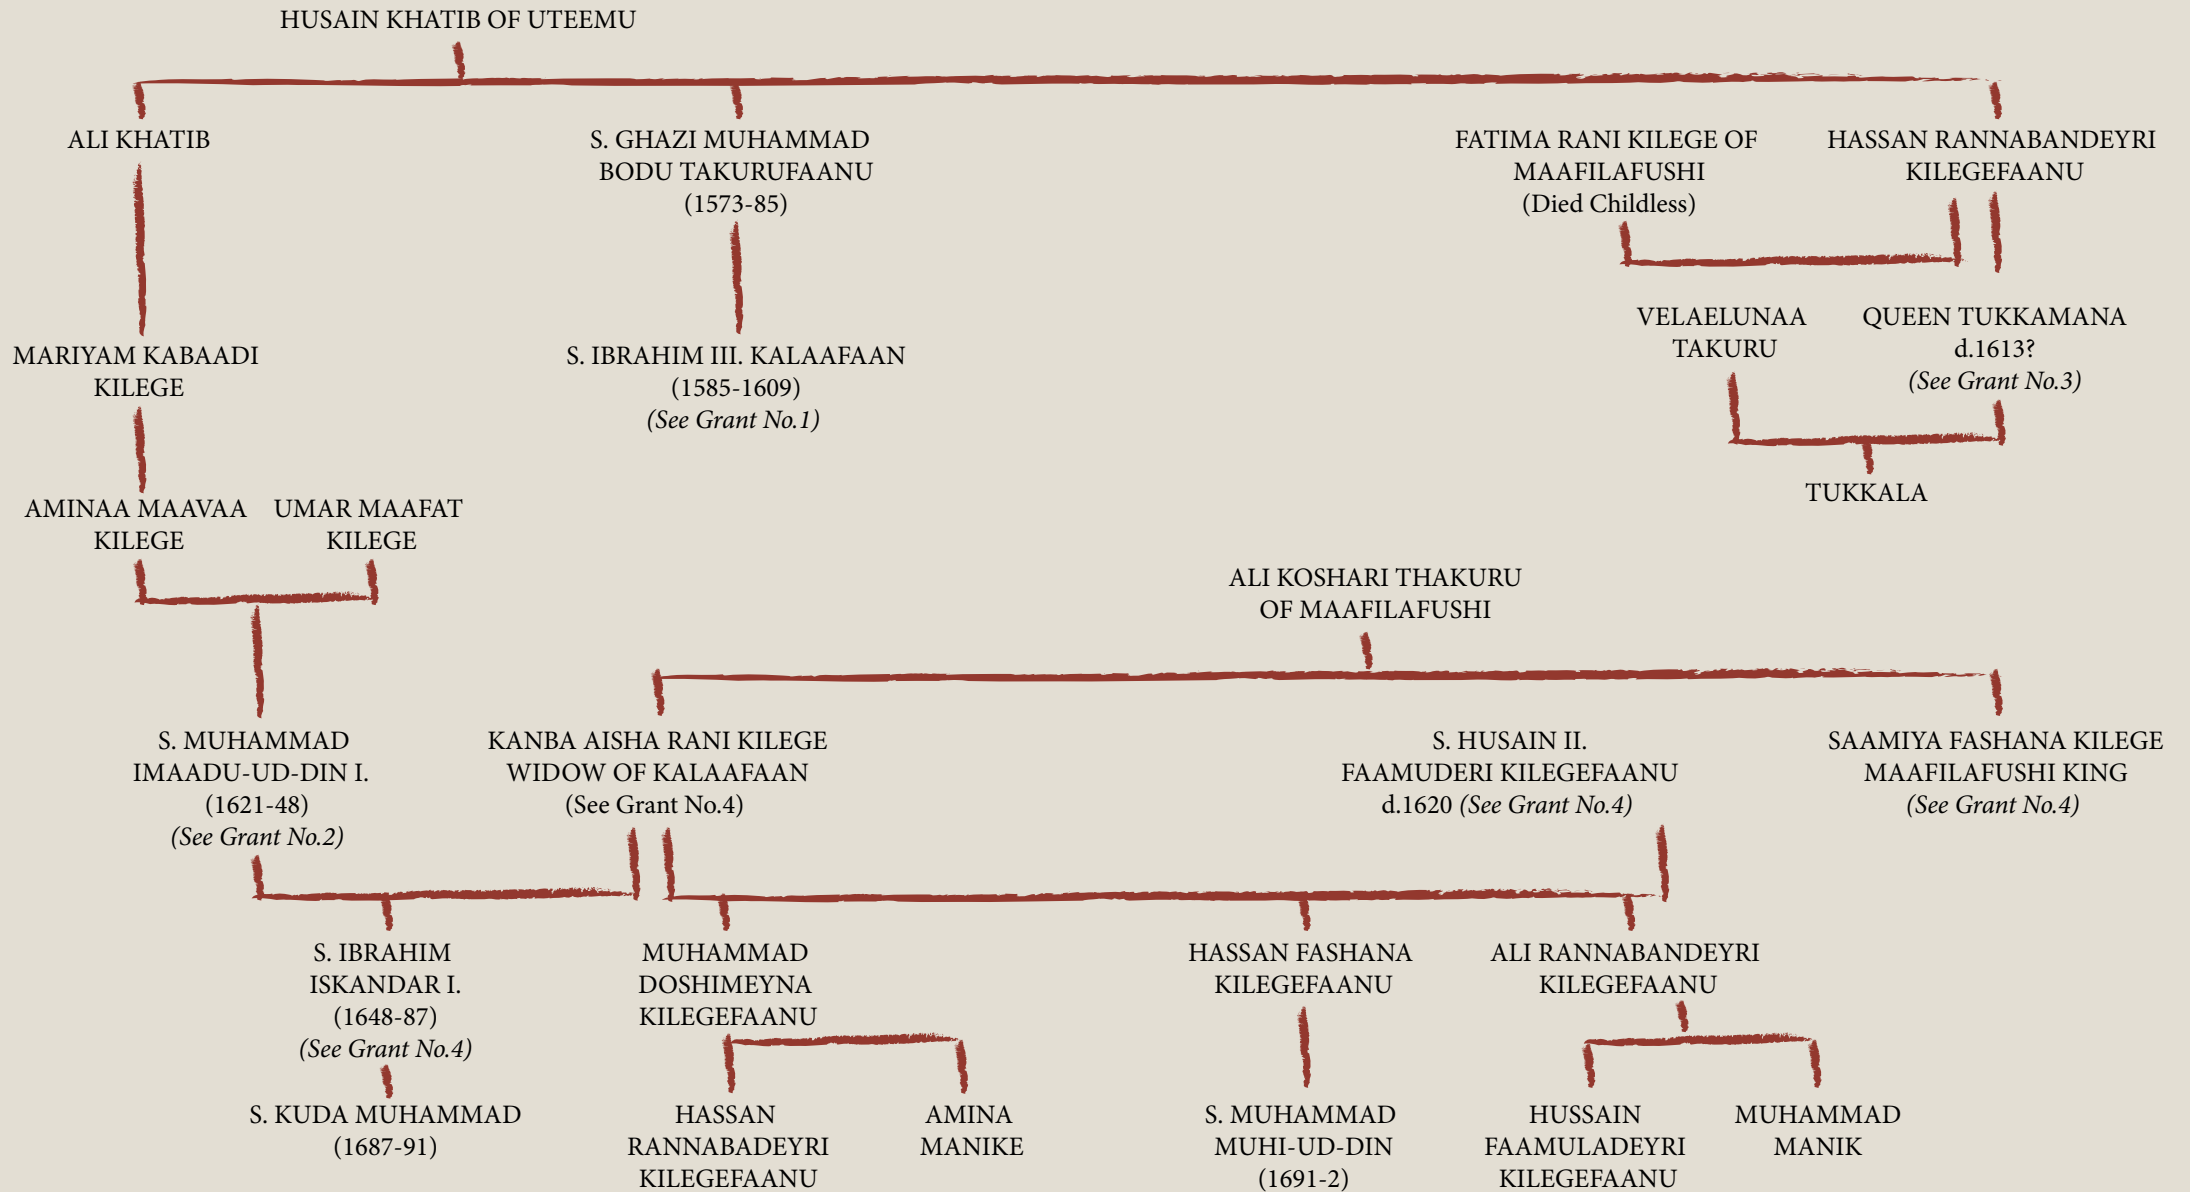 HUSAIN KHATIB OF UTEEMU
ALI KHATIB
S. GHAZI MUHAMMAD
BODU TAKURUFAANU
(1573-85)
FATIMA RANI KILEGE OF
MAAFILAFUSHI
(Died Childless)
HASSAN RANNABANDEYRI
KILEGEFAANU
MARIYAM KABAADI
KILEGE
S. IBRAHIM III. KALAAFAAN
(1585-1609)
(See Grant No.1)
VELAELUNAA
TAKURU
QUEEN TUKKAMANA
d.1613?
(See Grant No.3)
TUKKALA
AMINAA MAAVAA
KILEGE
UMAR MAAFAT
KILEGE
ALI KOSHARI THAKURU
OF MAAFILAFUSHI
S. MUHAMMAD
IMAADU-UD-DIN I.
(1621-48)
(See Grant No.2)
KANBA AISHA RANI KILEGE
WIDOW OF KALAAFAAN
(See Grant No.4)
S. HUSAIN II.
FAAMUDERI KILEGEFAANU
d.1620 (See Grant No.4)
SAAMIYA FASHANA KILEGE
MAAFILAFUSHI KING
(See Grant No.4)
S. IBRAHIM
ISKANDAR I.
(1648-87)
(See Grant No.4)
MUHAMMAD
DOSHIMEYNA
KILEGEFAANU
HASSAN FASHANA
KILEGEFAANU
ALI RANNABANDEYRI
KILEGEFAANU
S. KUDA MUHAMMAD
(1687-91)
HASSAN
RANNABADEYRI
KILEGEFAANU
AMINA
MANIKE
S. MUHAMMAD
MUHI-UD-DIN
(1691-2)
HUSSAIN
FAAMULADEYRI
KILEGEFAANU
MUHAMMAD
MANIK